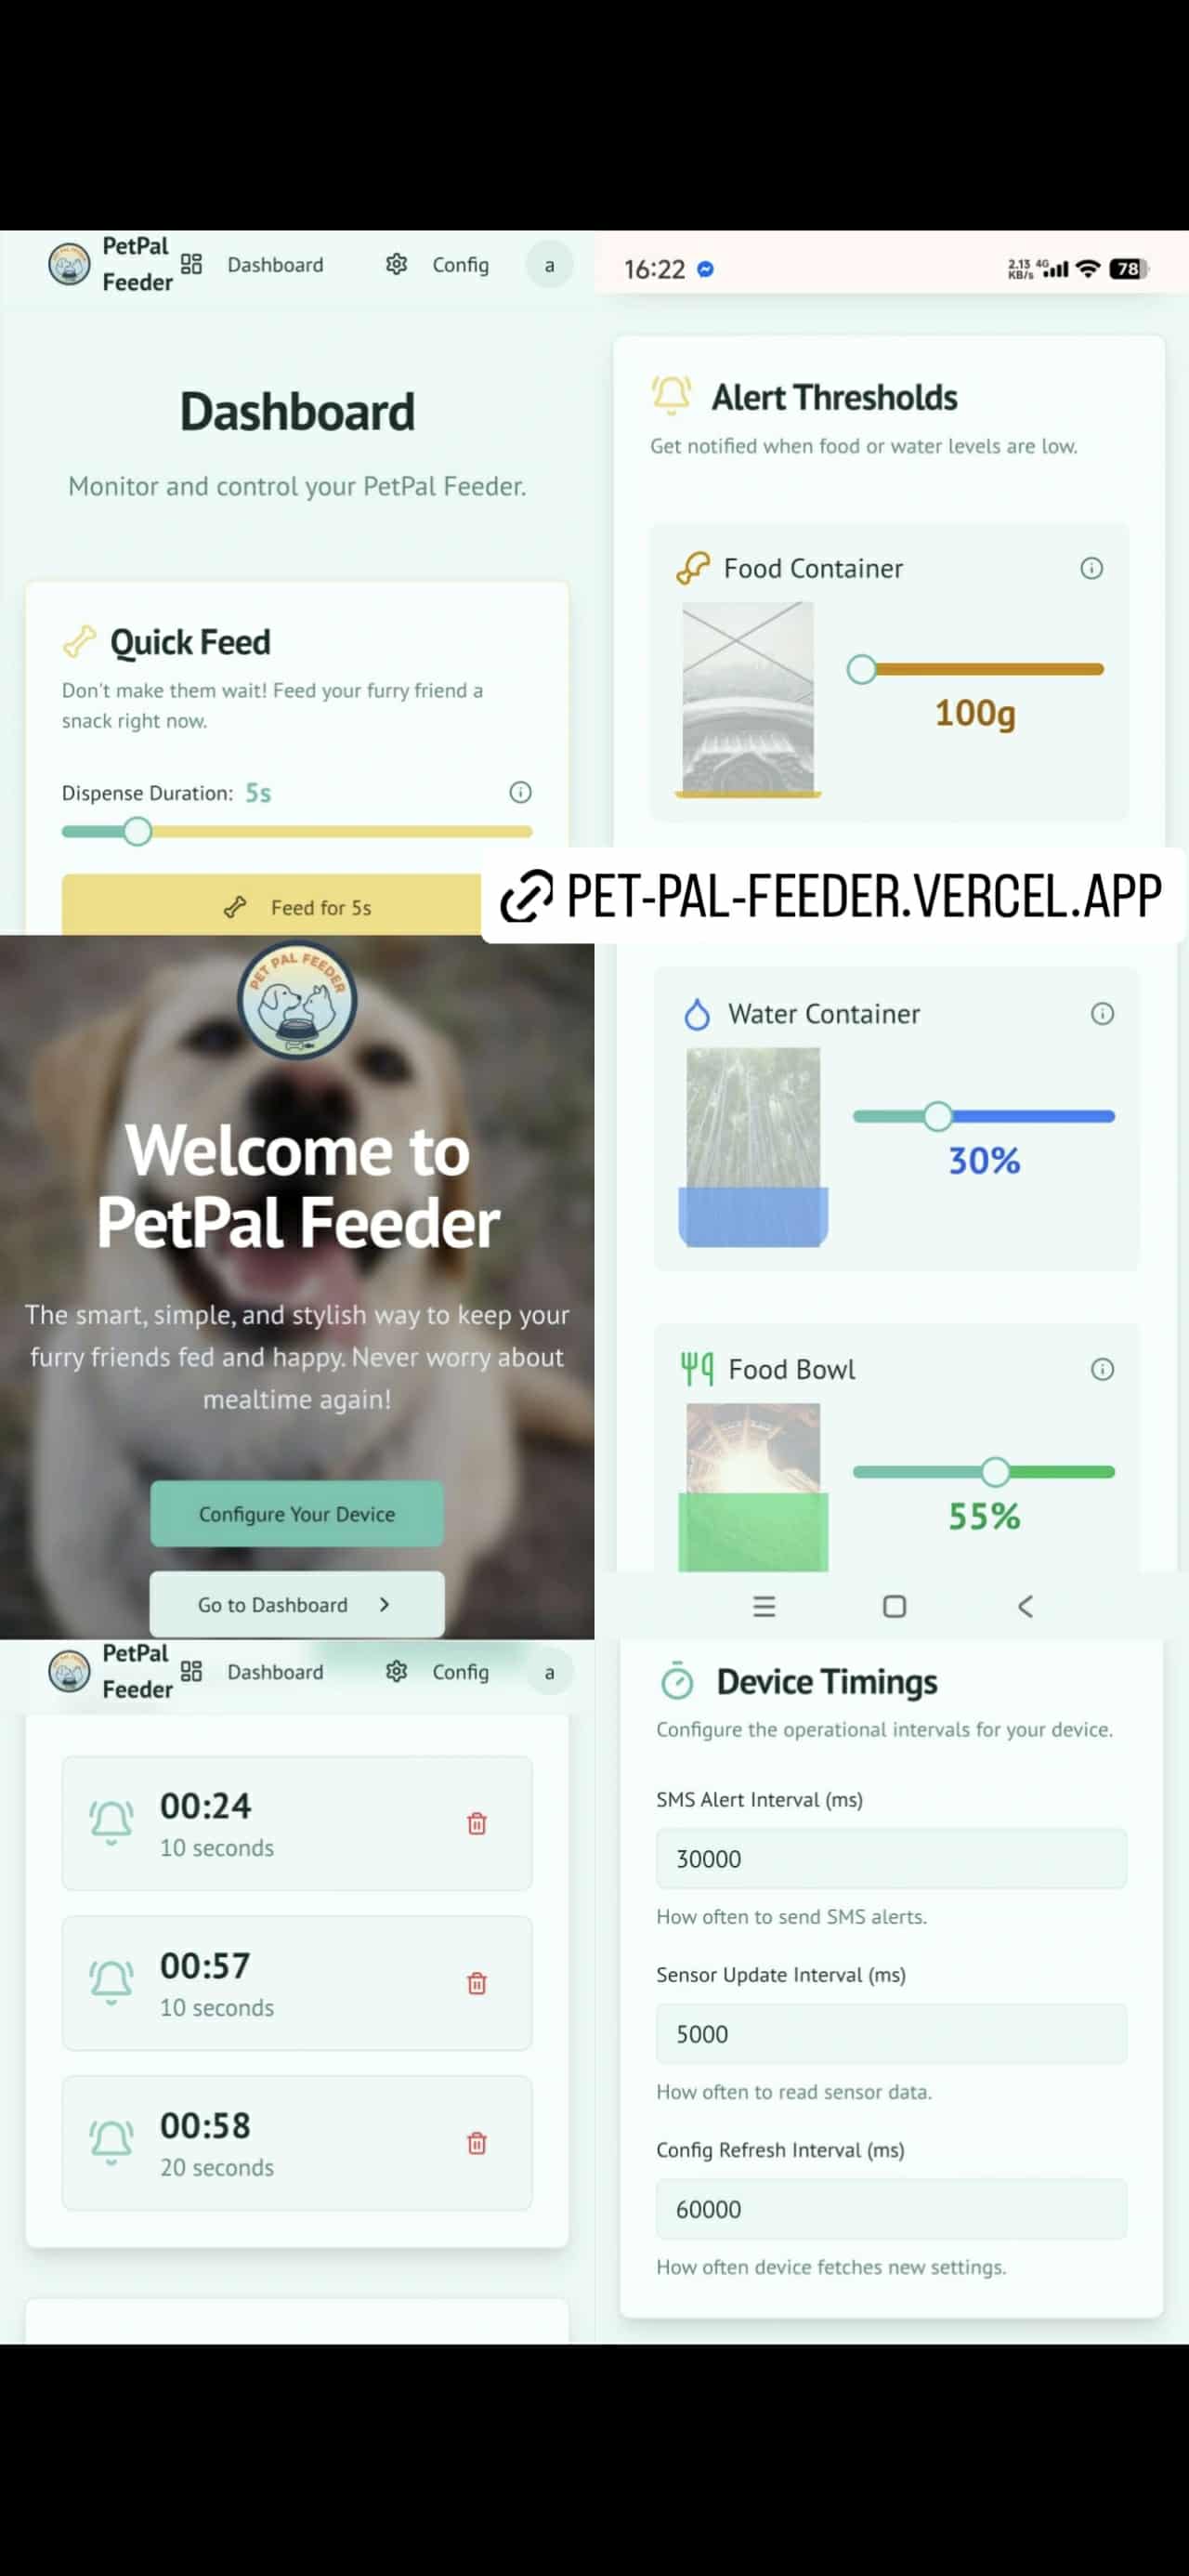 PetPal
Feeder
Dashboard
Config
a
Dashboard
Monitor and control your PetPal Feeder.
Quick Feed
Don't make them wait! Feed your furry friend a
snack right now.
Dispense Duration: 5s
Feed for 5s
16:22
2.13 KB/s
4G
78
Alert Thresholds
Get notified when food or water levels are low.
Food Container
100g
PET-PAL-FEEDER.VERCEL.APP
PET PAL FEEDER
Welcome to
PetPal Feeder
The smart, simple, and stylish way to keep your
furry friends fed and happy. Never worry about
mealtime again!
Configure Your Device
Go to Dashboard
Water Container
30%
Food Bowl
55%
PetPal
Feeder
Dashboard
Config
a
00:24
10 seconds
00:57
10 seconds
00:58
20 seconds
Device Timings
Configure the operational intervals for your device.
SMS Alert Interval (ms)
30000
How often to send SMS alerts.
Sensor Update Interval (ms)
5000
How often to read sensor data.
Config Refresh Interval (ms)
60000
How often device fetches new settings.